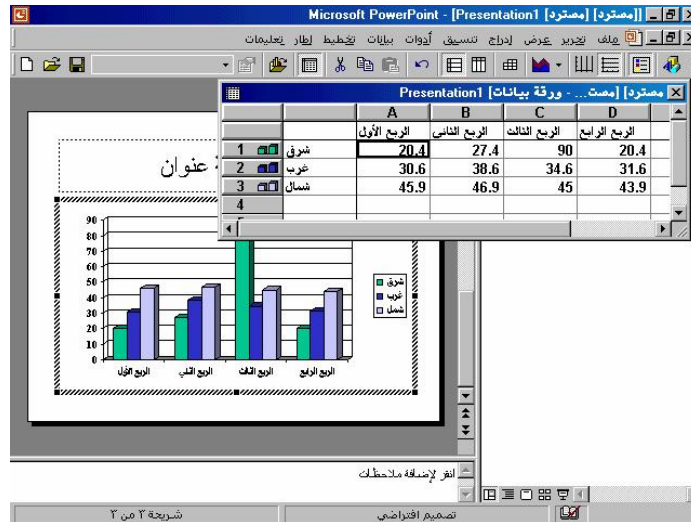 Microsoft PowerPoint - [Presentation1 [مسترد] [مسترد]]
ملف تحرير عرض إدراج تنسيق أدوات بيانات تخطيط إطار تعليمات
Presentation1 [مسترد] [مست... - ورقة بيانات
A B C D
الربع الأول الربع الثاني الربع الثالث الربع الرابع
1 شرق 20.4 27.4 90 20.4
2 غرب 30.6 38.6 34.6 31.6
3 شمال 45.9 46.9 45 43.9
4
عنوان
90
80
70
60
50
40
30
20
10
0
الربع الأول الربع الثاني الربع الثالث الربع الرابع
شرق
غرب
شمال
انقر لإضافة ملاحظات
شريحة ٣ من ٣
تصميم افتراضي